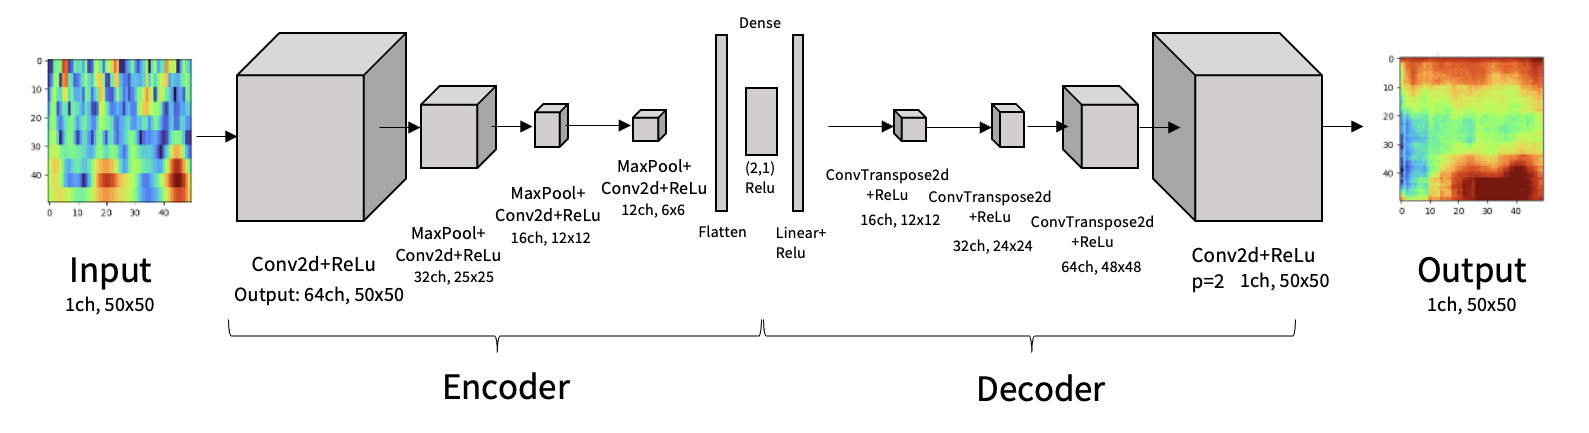 Dense
0
10
20
30
40
0 10 20 30 40
Input
1ch, 50x50
Conv2d+ReLu
Output: 64ch, 50x50
MaxPool+
Conv2d+ReLu
32ch, 25x25
MaxPool+
Conv2d+ReLu
16ch, 12x12
MaxPool+
Conv2d+ReLu
12ch, 6x6
Flatten
(2,1)
Relu
Linear+
Relu
ConvTranspose2d
+ReLu
16ch, 12x12
ConvTranspose2d
+ReLu
32ch, 24x24
ConvTranspose2d
+ReLu
64ch, 48x48
Conv2d+ReLu
p=2 1ch, 50x50
0
10
20
30
40
0 10 20 30 40
Output
1ch, 50x50
Encoder
Decoder